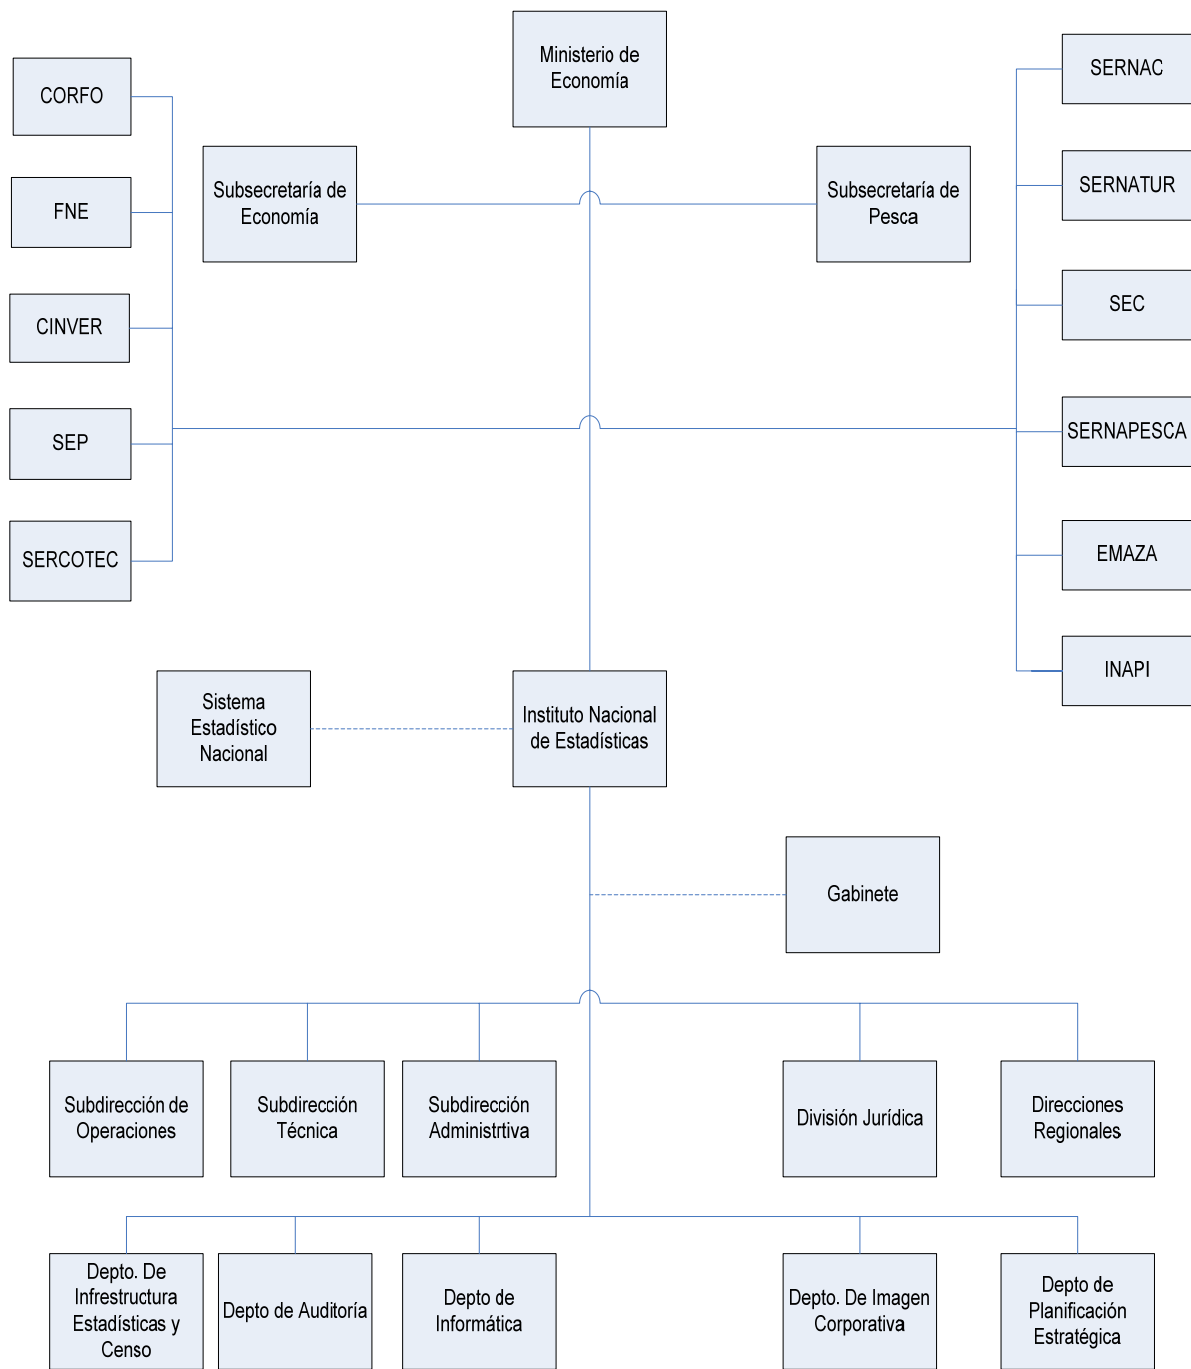 Ministerio de
Economía
SERNAC
CORFO
Subsecretaría de
Economía
Subsecretaría de
Pesca
SERNATUR
FNE
SEC
CINVER
SERNAPESCA
SEP
EMAZA
SERCOTEC
INAPI
Sistema
Estadístico
Nacional
Instituto Nacional
de Estadísticas
Gabinete
Subdirección de
Operaciones
Subdirección
Técnica
Subdirección
Administrtiva
División Jurídica
Direcciones
Regionales
Depto. De
Infrestructura
Estadísticas y
Censo
Depto de Auditoría
Depto de
Informática
Depto. De Imagen
Corporativa
Depto de
Planificación
Estratégica